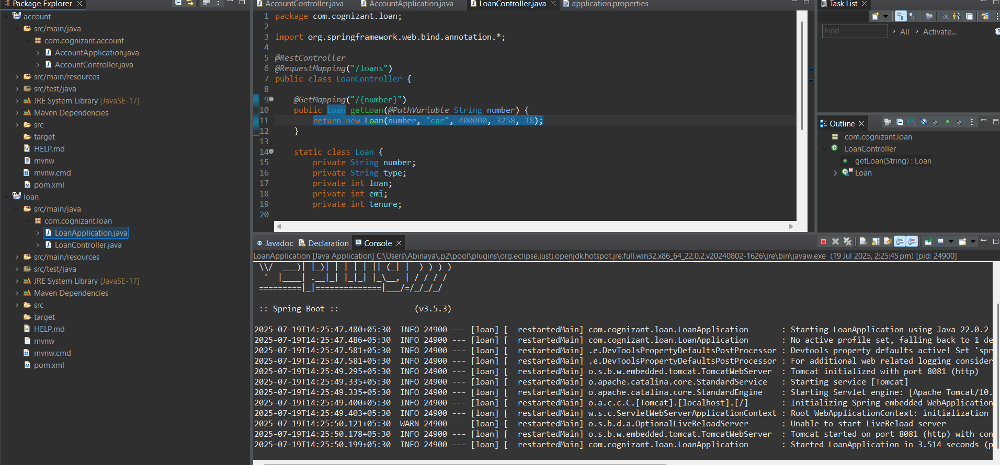 Package Explorer
account
src/main/java
com.cognizant.account
AccountApplication.java
AccountController.java
src/main/resources
src/test/java
JRE System Library [JavaSE-17]
Maven Dependencies
src
target
HELP.md
mvnw
mvnw.cmd
pom.xml
loan
src/main/java
com.cognizant.loan
LoanApplication.java
LoanController.java
src/main/resources
src/test/java
JRE System Library [JavaSE-17]
Maven Dependencies
src
target
HELP.md
mvnw
mvnw.cmd
pom.xml
AccountController.java AccountApplication.java LoanController.java application.properties
1 package com.cognizant.loan;
2
3 import org.springframework.web.bind.annotation.*;
4
5 @RestController
6 @RequestMapping("/loans")
7 public class LoanController {
8
9 @GetMapping("/{number}")
10 public Loan getLoan(@PathVariable String number) {
11 return new Loan(number, "car", 400000, 3258, 18);
12 }
13
14 static class Loan {
15 private String number;
16 private String type;
17 private int loan;
18 private int emi;
19 private int tenure;
20
Task List
Find All Activate...
Outline
com.cognizant.loan
LoanController
getLoan(String) : Loan
Loan
Javadoc Declaration Console
LoanApplication [Java Application] C:\Users\Abinaya\.p2\pool\plugins\org.eclipse.justj.openjdk.hotspot.jre.full.win32.x86_64_22.0.2.v20240802-1626\jre\bin\javaw.exe (19 Jul 2025, 2:25:45 pm) [pid: 24900]
\\/  ___)| |_)| | | | | || (_| |  ) ) ) )
 '  |____| .__|_| |_|_| |_\__, | / / / /
=========|_|==============|___/=/_/_/_/
:: Spring Boot :: (v3.5.3)
2025-07-19T14:25:47.480+05:30 INFO 24900 --- [loan] [ restartedMain] com.cognizant.loan.LoanApplication : Starting LoanApplication using Java 22.0.2
2025-07-19T14:25:47.486+05:30 INFO 24900 --- [loan] [ restartedMain] com.cognizant.loan.LoanApplication : No active profile set, falling back to 1 de
2025-07-19T14:25:47.581+05:30 INFO 24900 --- [loan] [ restartedMain] .e.DevToolsPropertyDefaultsPostProcessor : Devtools property defaults active! Set 'spr
2025-07-19T14:25:47.581+05:30 INFO 24900 --- [loan] [ restartedMain] .e.DevToolsPropertyDefaultsPostProcessor : For additional web related logging consider
2025-07-19T14:25:49.295+05:30 INFO 24900 --- [loan] [ restartedMain] o.s.b.w.embedded.tomcat.TomcatWebServer : Tomcat initialized with port 8081 (http)
2025-07-19T14:25:49.335+05:30 INFO 24900 --- [loan] [ restartedMain] o.apache.catalina.core.StandardService : Starting service [Tomcat]
2025-07-19T14:25:49.335+05:30 INFO 24900 --- [loan] [ restartedMain] o.apache.catalina.core.StandardEngine : Starting Servlet engine: [Apache Tomcat/10.
2025-07-19T14:25:49.400+05:30 INFO 24900 --- [loan] [ restartedMain] o.a.c.c.C.[Tomcat].[localhost].[/] : Initializing Spring embedded WebApplication
2025-07-19T14:25:49.403+05:30 INFO 24900 --- [loan] [ restartedMain] w.s.c.ServletWebServerApplicationContext : Root WebApplicationContext: initialization
2025-07-19T14:25:50.121+05:30 WARN 24900 --- [loan] [ restartedMain] o.s.b.d.a.OptionalLiveReloadServer : Unable to start LiveReload server
2025-07-19T14:25:50.178+05:30 INFO 24900 --- [loan] [ restartedMain] o.s.b.w.embedded.tomcat.TomcatWebServer : Tomcat started on port 8081 (http) with con
2025-07-19T14:25:50.199+05:30 INFO 24900 --- [loan] [ restartedMain] com.cognizant.loan.LoanApplication : Started LoanApplication in 3.514 seconds (p